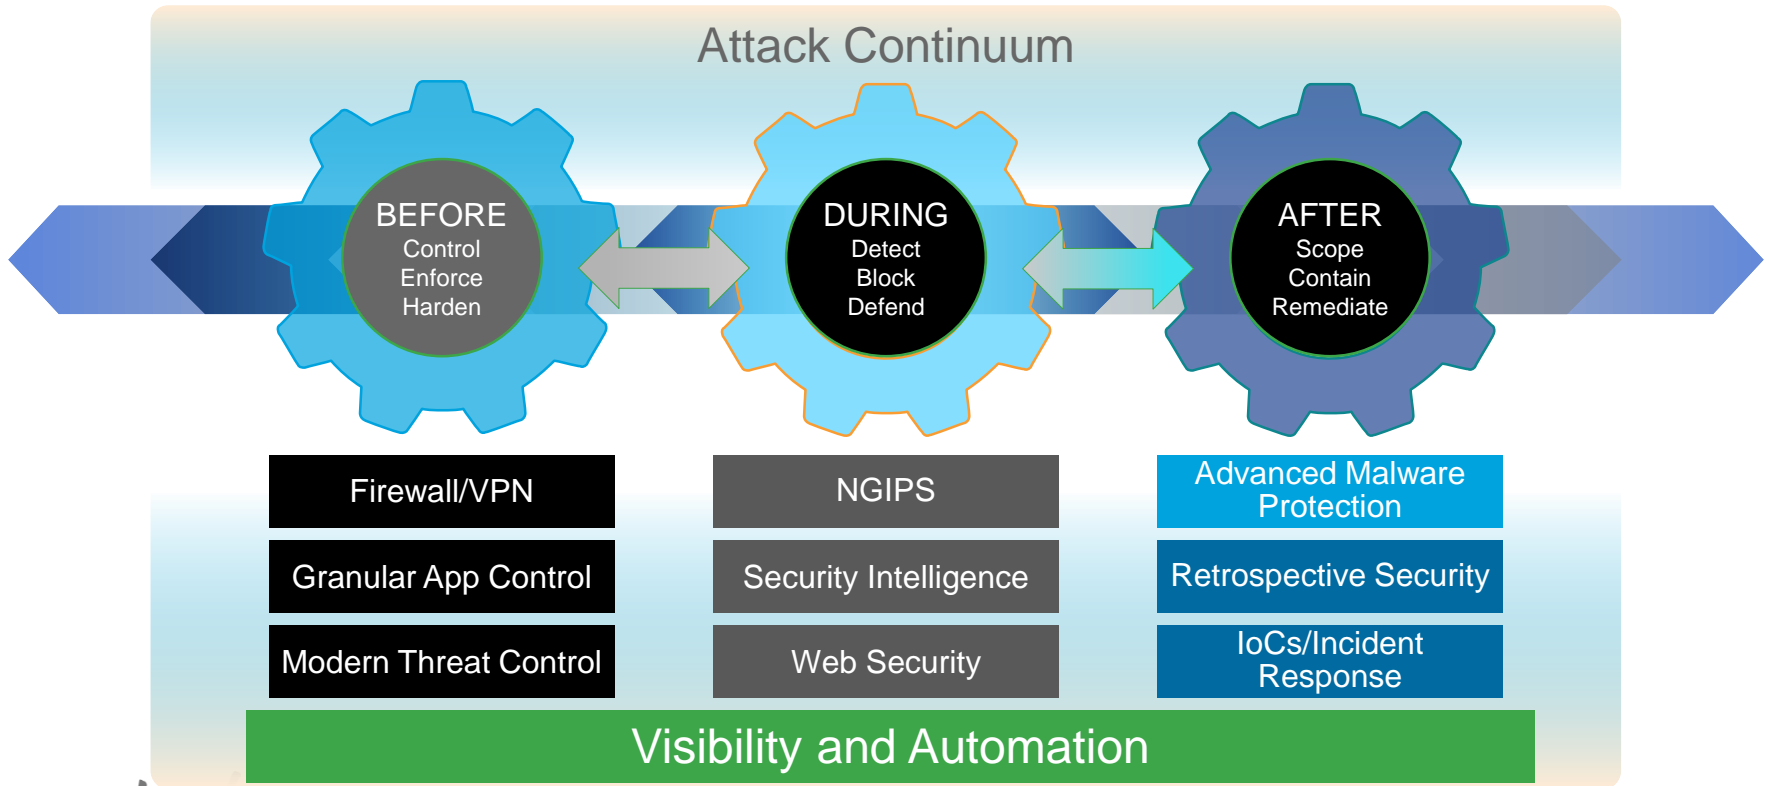 Attack Continuum
BEFORE
Control
Enforce
Harden
DURING
Detect
Block
Defend
AFTER
Scope
Contain
Remediate
Firewall/VPN
Granular App Control
Modern Threat Control
NGIPS
Security Intelligence
Web Security
Advanced Malware
Protection
Retrospective Security
IoCs/Incident
Response
Visibility and Automation